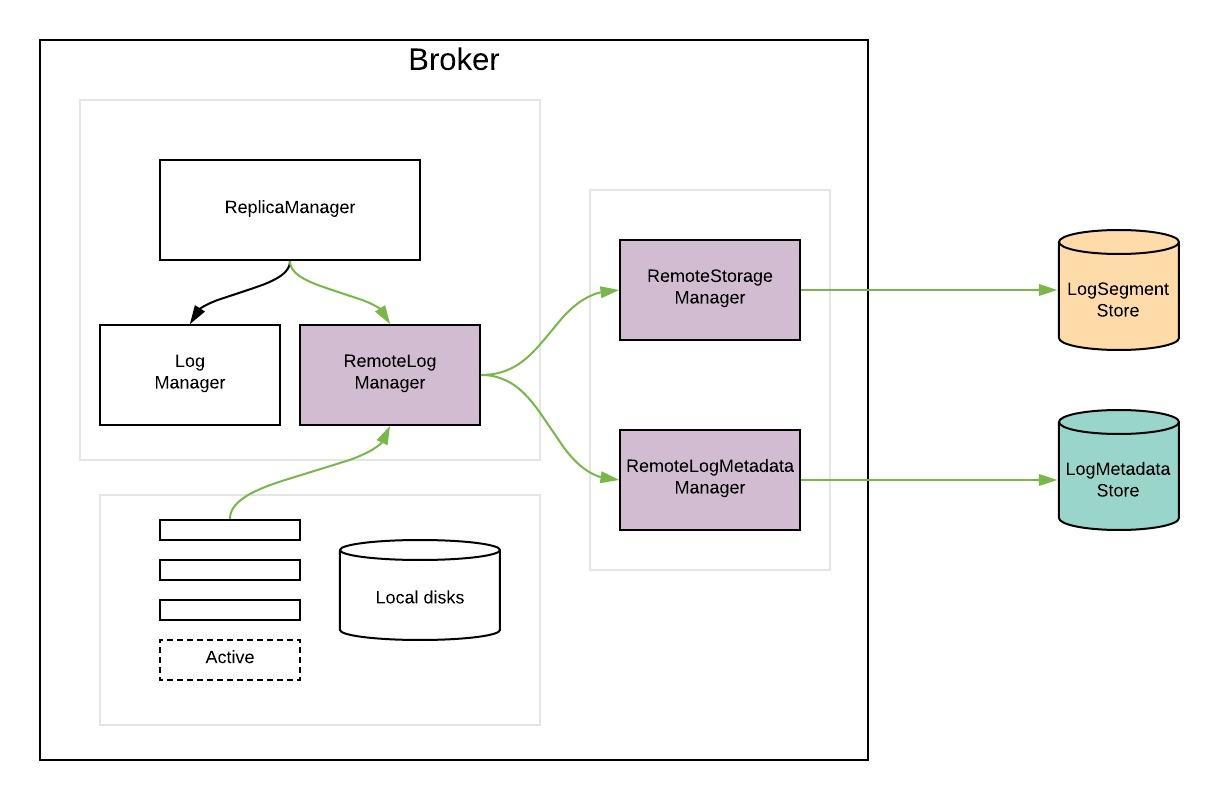 Broker
ReplicaManager
Log
Manager
RemoteLog
Manager
RemoteStorage
Manager
RemoteLogMetadata
Manager
LogSegment
Store
LogMetadata
Store
Local disks
Active